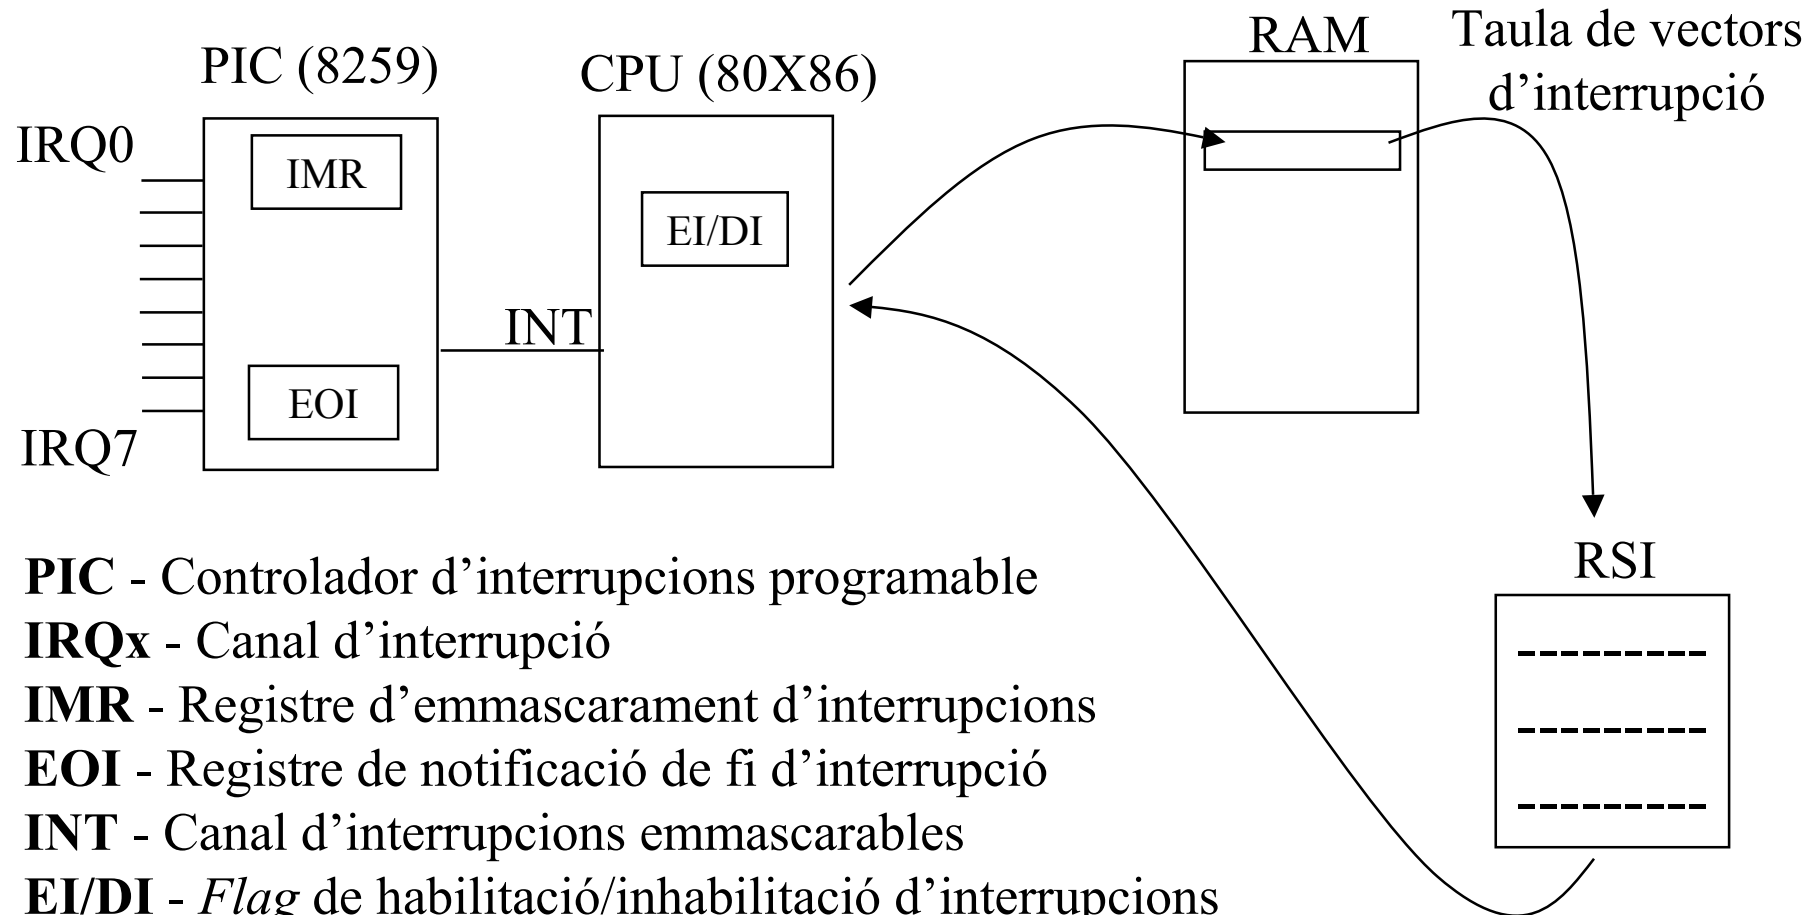 PIC (8259)
CPU (80X86)
RAM
Taula de vectors
d’interrupció
IRQ0
IMR
EI/DI
INT
EOI
IRQ7
RSI
PIC - Controlador d’interrupcions programable
IRQx - Canal d’interrupció
IMR - Registre d’emmascarament d’interrupcions
EOI - Registre de notificació de fi d’interrupció
INT - Canal d’interrupcions emmascarables
EI/DI - Flag de habilitació/inhabilitació d’interrupcions